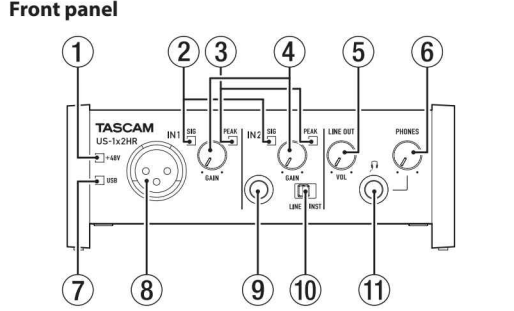 Front panel
1 2 3 4 5 6
TASCAM
US-1x2HR
IN1 SIG PEAK IN2 SIG PEAK LINE OUT PHONES
+48V
USB
GAIN GAIN VOL
LINE INST
7 8 9 10 11